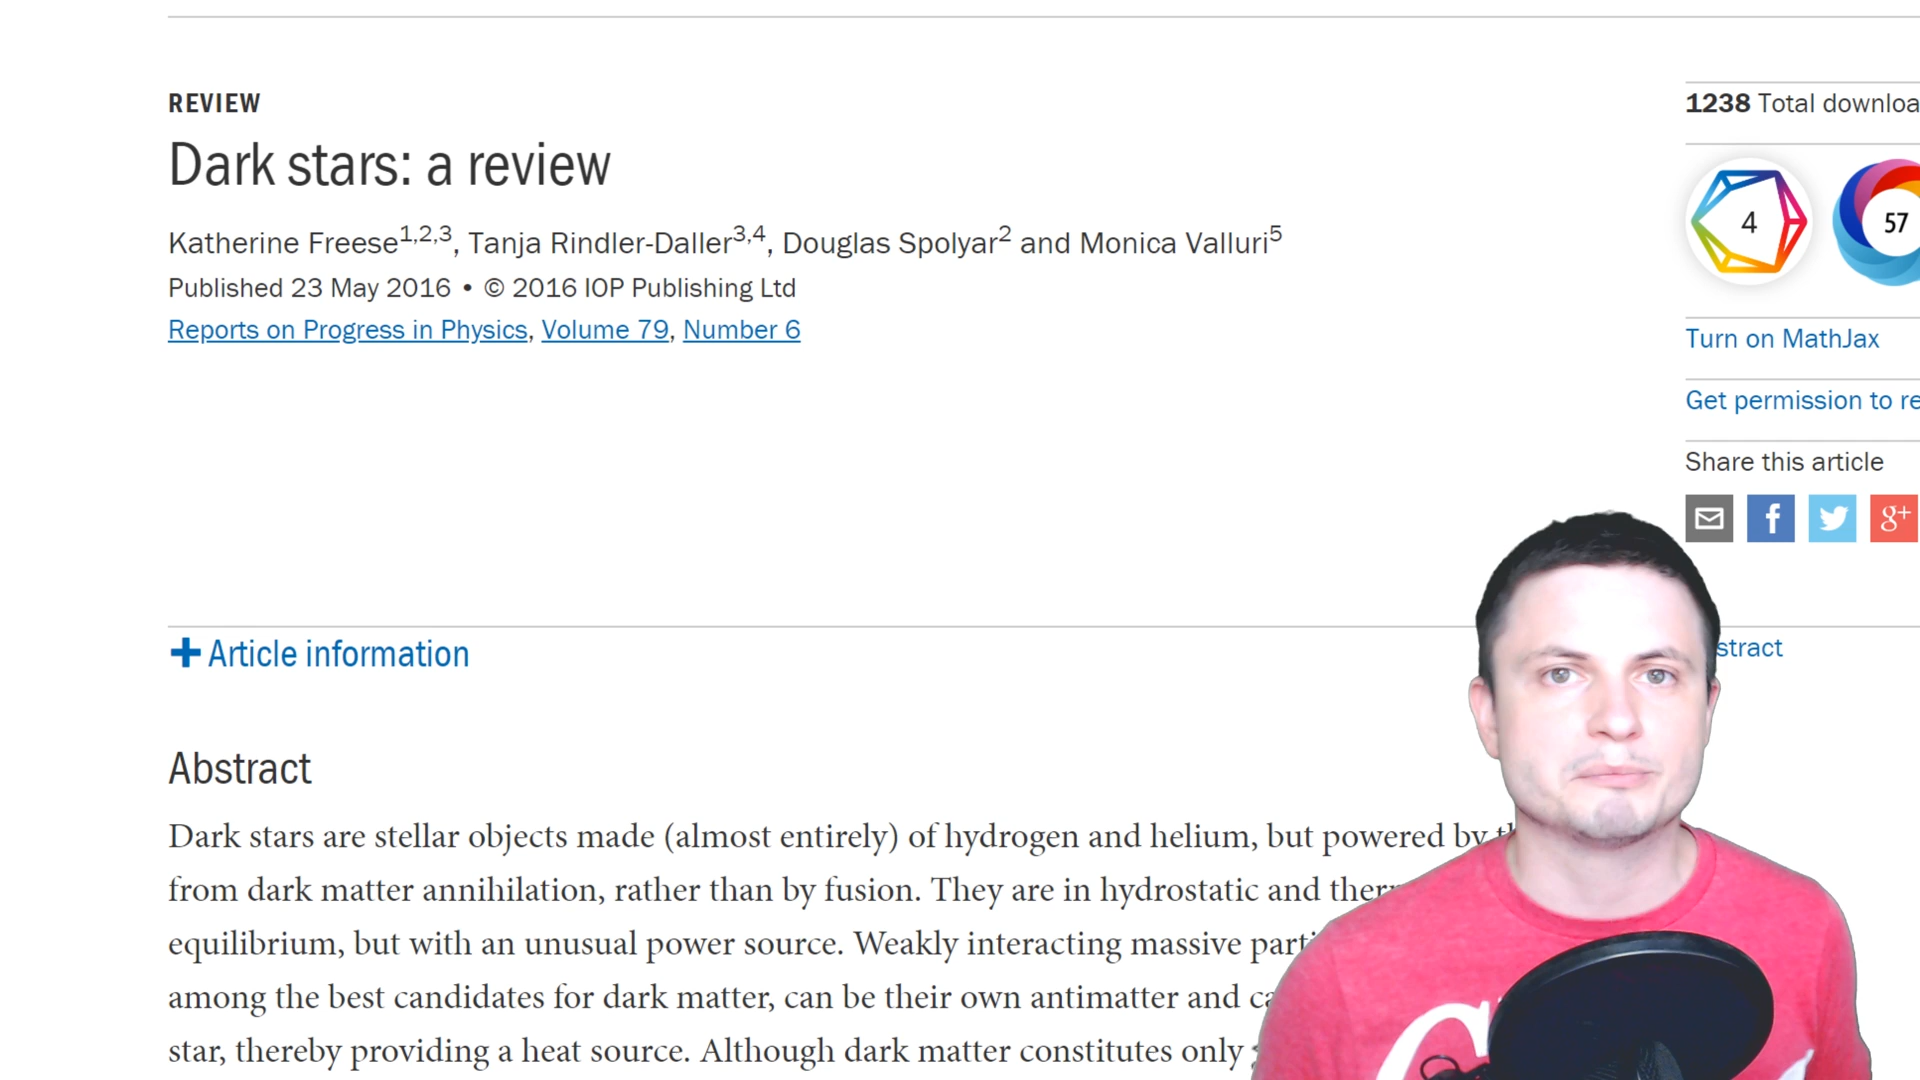 REVIEW
Dark stars: a review
Katherine Freese1,2,3, Tanja Rindler-Daller3,4, Douglas Spolyar2 and Monica Valluri5
Published 23 May 2016 • © 2016 IOP Publishing Ltd
Reports on Progress in Physics, Volume 79, Number 6
1238 Total downloa
4
57
Turn on MathJax
Get permission to re
Share this article
f
g+
Article information
stract
Abstract
Dark stars are stellar objects made (almost entirely) of hydrogen and helium, but powered by
from dark matter annihilation, rather than by fusion. They are in hydrostatic and ther
equilibrium, but with an unusual power source. Weakly interacting massive parti
among the best candidates for dark matter, can be their own antimatter and ca
star, thereby providing a heat source. Although dark matter constitutes only